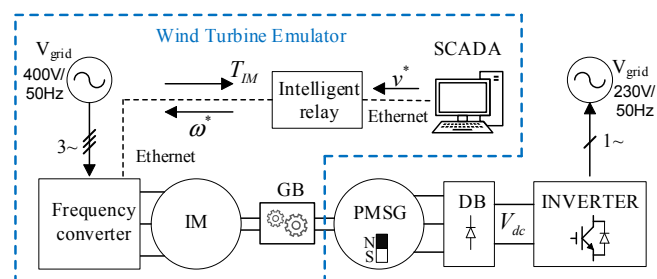 Wind Turbine Emulator
V_grid
400V/
50Hz
T_IM
Intelligent
relay
v*
SCADA
V_grid
230V/
50Hz
ω*
Ethernet
3~
Ethernet
1~
Frequency
converter
IM
GB
PMSG
N
S
DB
V_dc
INVERTER